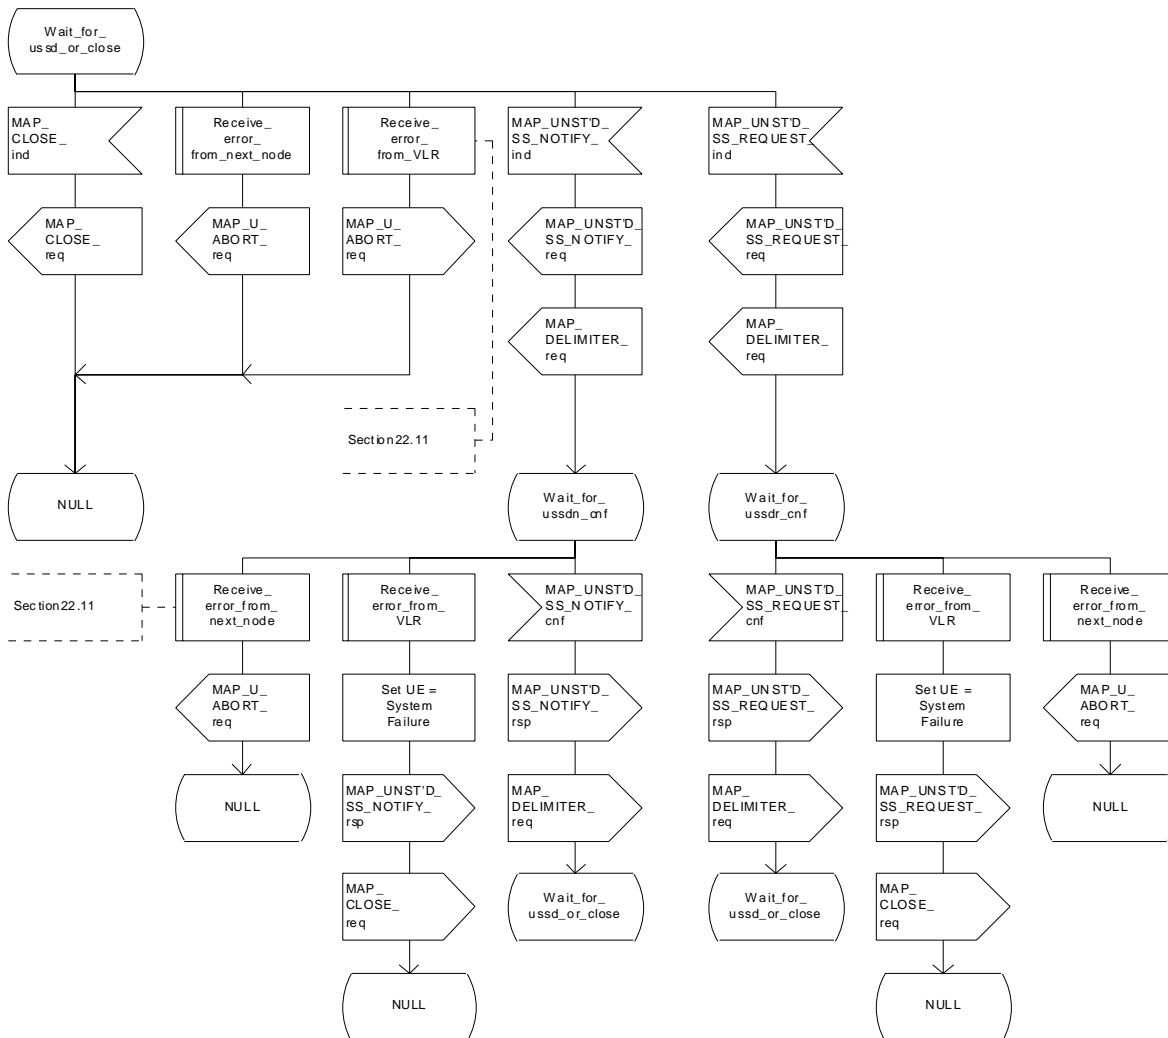 Wait_for_
ussd_or_close
MAP_
CLOSE_
ind
Receive_
error_
from_next_node
Receive_
error_
from_VLR
MAP_UNST'D_
SS_NOTIFY_
ind
MAP_UNST'D_
SS_REQUEST_
ind
MAP_
CLOSE_
req
MAP_U_
ABORT_
req
MAP_U_
ABORT_
req
MAP_UNST'D_
SS_NOTIFY_
req
MAP_UNST'D_
SS_REQUEST_
req
MAP_
DELIMITER_
req
MAP_
DELIMITER_
req
Section 22.11
NULL
Wait_for_
ussdn_cnf
Wait_for_
ussdr_cnf
Section 22.11
Receive_
error_from_
next_node
Receive_
error_from_
VLR
MAP_UNST'D_
SS_NOTIFY_
cnf
MAP_UNST'D_
SS_REQUEST_
cnf
Receive_
error_from_
VLR
Receive_
error_from_
next_node
MAP_U_
ABORT_
req
Set UE =
System
Failure
MAP_UNST'D_
SS_NOTIFY_
rsp
MAP_UNST'D_
SS_REQUEST_
rsp
Set UE =
System
Failure
MAP_U_
ABORT_
req
NULL
MAP_UNST'D_
SS_NOTIFY_
rsp
MAP_
DELIMITER_
req
MAP_
DELIMITER_
req
MAP_UNST'D_
SS_REQUEST_
rsp
NULL
MAP_
CLOSE_
req
Wait_for_
ussd_or_close
Wait_for_
ussd_or_close
MAP_
CLOSE_
req
NULL
NULL